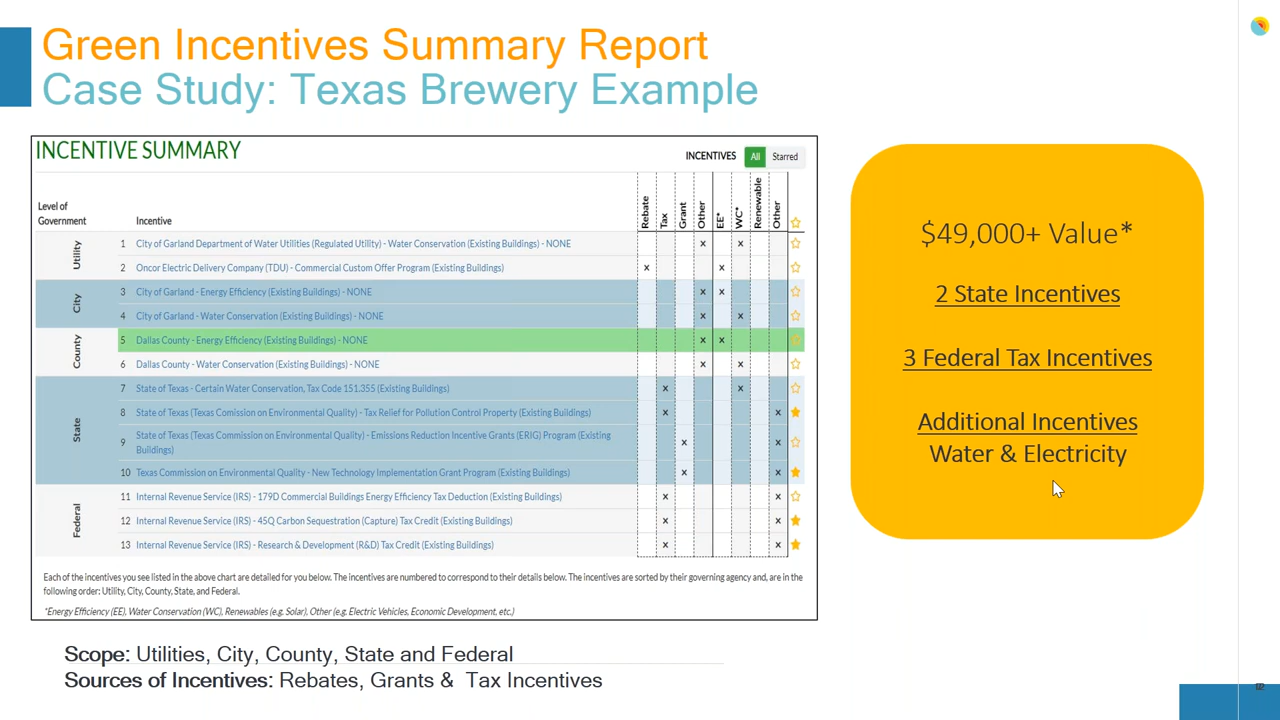 Green Incentives Summary Report
Case Study: Texas Brewery Example
INCENTIVE SUMMARY
INCENTIVES All Starred
Level of Government Incentive Rebate Tax Grant Other EE* WC* Renewable Other
Utility
1 City of Garland Department of Water Utilities (Regulated Utility) - Water Conservation (Existing Buildings) - NONE x x
2 Oncor Electric Delivery Company (TDU) - Commercial Custom Offer Program (Existing Buildings) x x
City
3 City of Garland - Energy Efficiency (Existing Buildings) - NONE x x
4 City of Garland - Water Conservation (Existing Buildings) - NONE x x
County
5 Dallas County - Energy Efficiency (Existing Buildings) - NONE x x
6 Dallas County - Water Conservation (Existing Buildings) - NONE x x
State
7 State of Texas - Certain Water Conservation, Tax Code 151.355 (Existing Buildings) x x
8 State of Texas (Texas Comission on Environmental Quality) - Tax Relief for Pollution Control Property (Existing Buildings) x x
9 State of Texas (Texas Commission on Environmental Quality) - Emissions Reduction Incentive Grants (ERIG) Program (Existing
Buildings) x x
10 Texas Commission on Environmental Quality - New Technology Implementation Grant Program (Existing Buildings) x x
Federal
11 Internal Revenue Service (IRS) - 179D Commercial Buildings Energy Efficiency Tax Deduction (Existing Buildings) x x
12 Internal Revenue Service (IRS) - 45Q Carbon Sequestration (Capture) Tax Credit (Existing Buildings) x x
13 Internal Revenue Service (IRS) - Research & Development (R&D) Tax Credit (Existing Buildings) x x
Each of the incentives you see listed in the above chart are detailed for you below. The incentives are numbered to correspond to their details below. The incentives are sorted by their governing agency and, are in the
following order: Utility, City, County, State, and Federal.
*Energy Efficiency (EE), Water Conservation (WC), Renewables (e.g. Solar), Other (e.g. Electric Vehicles, Economic Development, etc.)
$49,000+ Value*
2 State Incentives
3 Federal Tax Incentives
Additional Incentives
Water & Electricity
Scope: Utilities, City, County, State and Federal
Sources of Incentives: Rebates, Grants & Tax Incentives